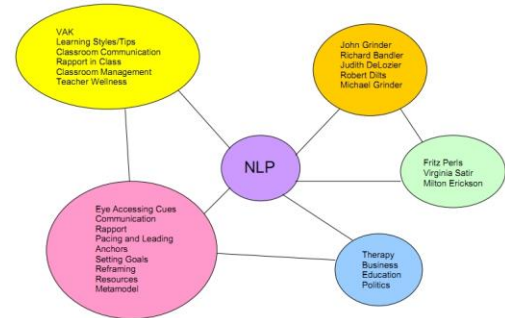 VAK
Learning Styles/Tips
Classroom Communication
Rapport in Class
Classroom Management
Teacher Wellness
John Grinder
Richard Bandler
Judith DeLozier
Robert Dilts
Michael Grinder
NLP
Fritz Perls
Virginia Satir
Milton Erickson
Eye Accessing Cues
Communication
Rapport
Pacing and Leading
Anchors
Setting Goals
Reframing
Resources
Metamodel
Therapy
Business
Education
Politics